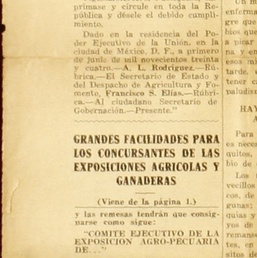 prímase y circule en toda la Re-
pública y désele el debido cumpli-
miento.
Dado en la residencia del Po-
der Ejecutivo de la Unión, en la
ciudad de México, D. F., a primero
de junio de mil novecientos treinta
y cuatro.—A. L. Rodríguez.—Rú-
brica.—El Secretario de Estado y
del Despacho de Agricultura y Fo-
mento, Francisco S. Elías.—Rúbri-
ca.—Al ciudadano Secretario de
Gobernación.—Presente."
GRANDES FACILIDADES PARA
LOS CONCURSANTES DE LAS
EXPOSICIONES AGRICOLAS Y
GANADERAS
(Viene de la página 1.)
y las remesas tendrán que consig-
narse como sigue:
"COMITE EJECUTIVO DE LA
EXPOSICION AGRO-PECUARIA
DE..."